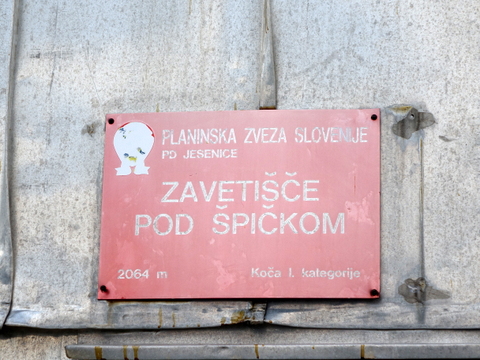 PLANINSKA ZVEZA SLOVENIJE
PD JESENICE
ZAVETIŠČE
POD ŠPIČKOM
2064 m Koča I. kategorije